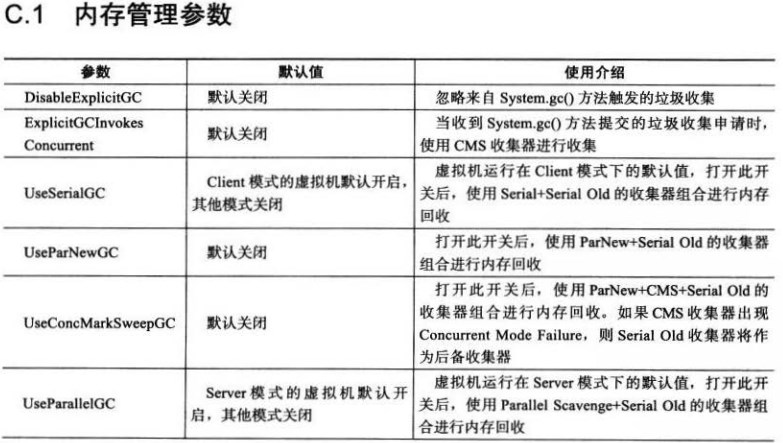 C.1 内存管理参数
参数 默认值 使用介绍
DisableExplicitGC 默认关闭 忽略来自 System.gc() 方法触发的垃圾收集
ExplicitGCInvokes
Concurrent
默认关闭
当收到 System.gc() 方法提交的垃圾收集申请时，
使用 CMS 收集器进行收集
UseSerialGC
Client 模式的虚拟机默认开启，
其他模式关闭
虚拟机运行在 Client 模式下的默认值，打开此开
关后，使用 Serial+Serial Old 的收集器组合进行内存
回收
UseParNewGC
默认关闭
打开此开关后，使用 ParNew+Serial Old 的收集器
组合进行内存回收
UseConcMarkSweepGC
默认关闭
打开此开关后，使用 ParNew+CMS+Serial Old 的
收集器组合进行内存回收。如果 CMS 收集器出现
Concurrent Mode Failure，则 Serial Old 收集器将作
为后备收集器
UseParallelGC
Server 模式的虚拟机默认开
启，其他模式关闭
虚拟机运行在 Server 模式下的默认值，打开此开
关后，使用 Parallel Scavenge+Serial Old 的收集器组
合进行内存回收